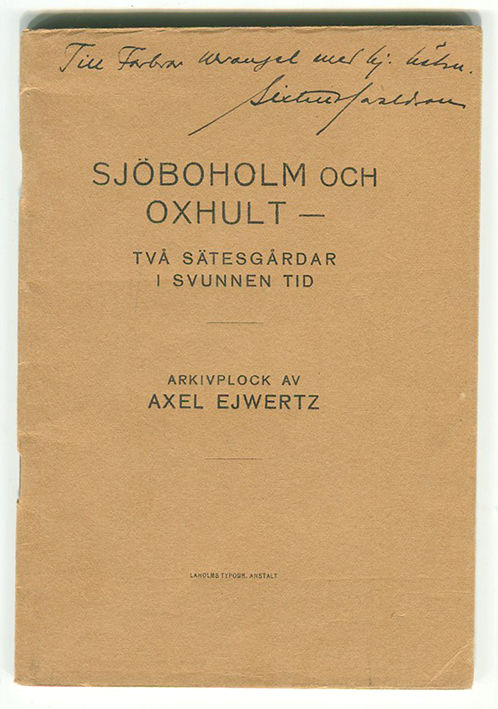 Till Farbror Wrangel med hj. hälsn.
SJÖBOHOLM OCH
OXHULT —
TVÅ SÄTESGÅRDAR
I SVUNNEN TID
ARKIVPLOCK AV
AXEL EJWERTZ
LAHOLMS TYPOGR. ANSTALT